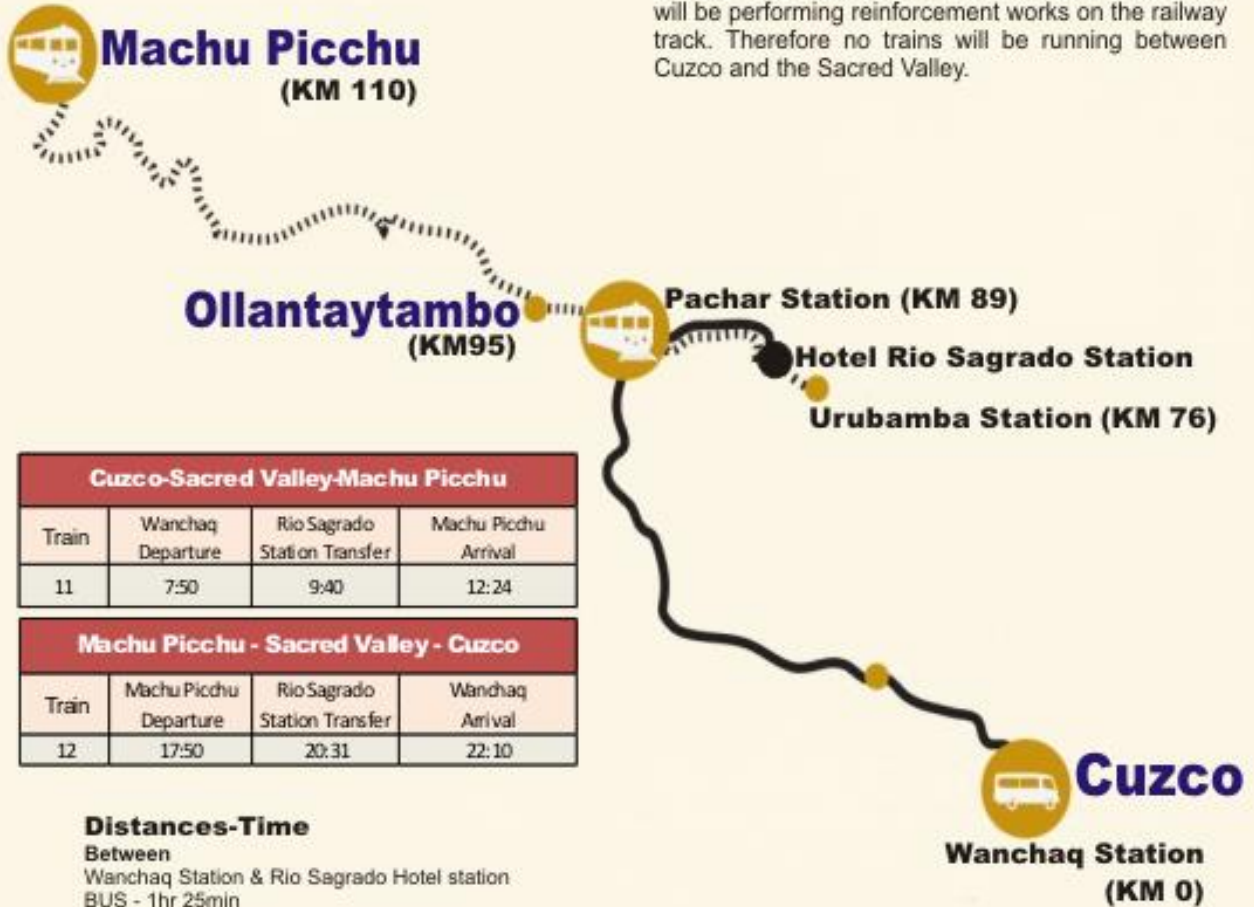 will be performing reinforcement works on the railway
track. Therefore no trains will be running between
Cuzco and the Sacred Valley.
Machu Picchu
(KM 110)
Ollantaytambo
(KM95)
Pachar Station (KM 89)
Hotel Rio Sagrado Station
Urubamba Station (KM 76)
Cuzco-Sacred Valley-Machu Picchu
Train Wanchaq Departure Rio Sagrado Station Transfer Machu Picchu Arrival
11 7:50 9:40 12:24
Machu Picchu - Sacred Valley - Cuzco
Train Machu Picchu Departure Rio Sagrado Station Transfer Wanchaq Arrival
12 17:50 20:31 22:10
Cuzco
Wanchaq Station
(KM 0)
Distances-Time
Between
Wanchaq Station & Rio Sagrado Hotel station
BUS - 1hr 25min